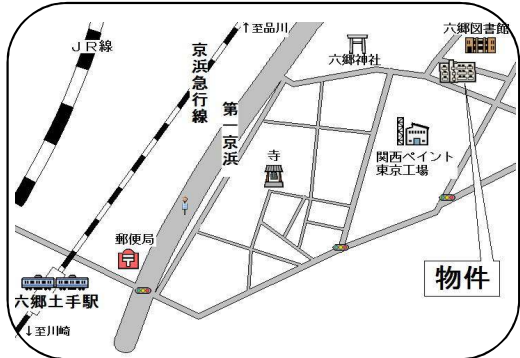 ↑至品川
六郷図書館
JR線
京浜急行線
六郷神社
第一京浜
寺
関西ペイント
東京工場
郵便局
〒
物件
六郷土手駅
↓至川崎